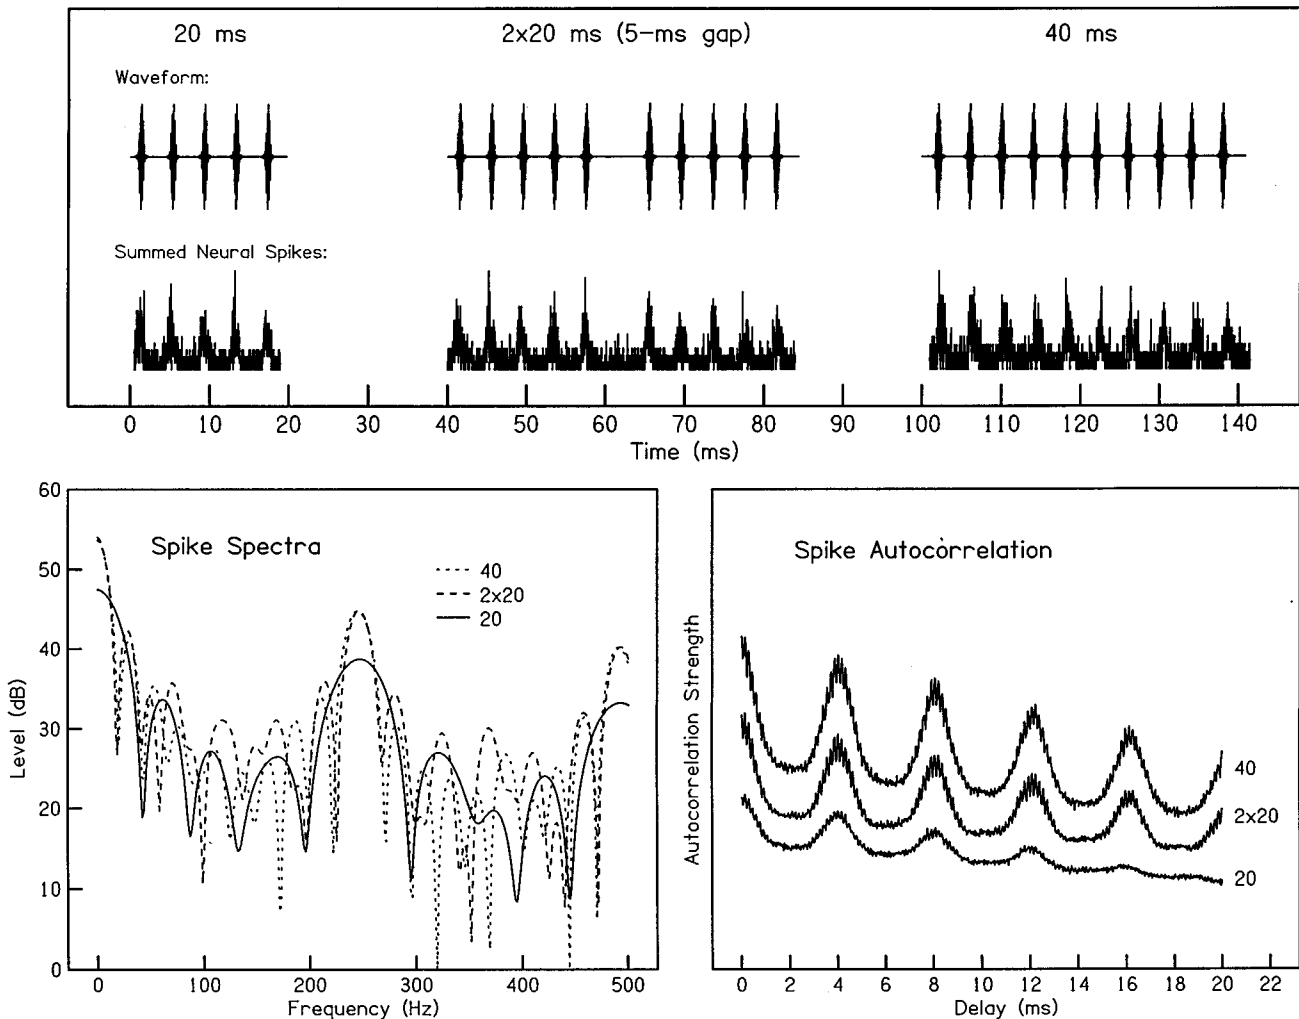 20 ms
2x20 ms (5-ms gap)
40 ms
Waveform:
Summed Neural Spikes:
0 10 20 30 40 50 60 70 80 90 100 110 120 130 140
Time (ms)
Spike Spectra
40
2x20
20
60
50
40
30
20
10
0
Level (dB)
0 100 200 300 400 500
Frequency (Hz)
Spike Autocorrelation
Autocorrelation Strength
40
2x20
20
0 2 4 6 8 10 12 14 16 18 20 22
Delay (ms)